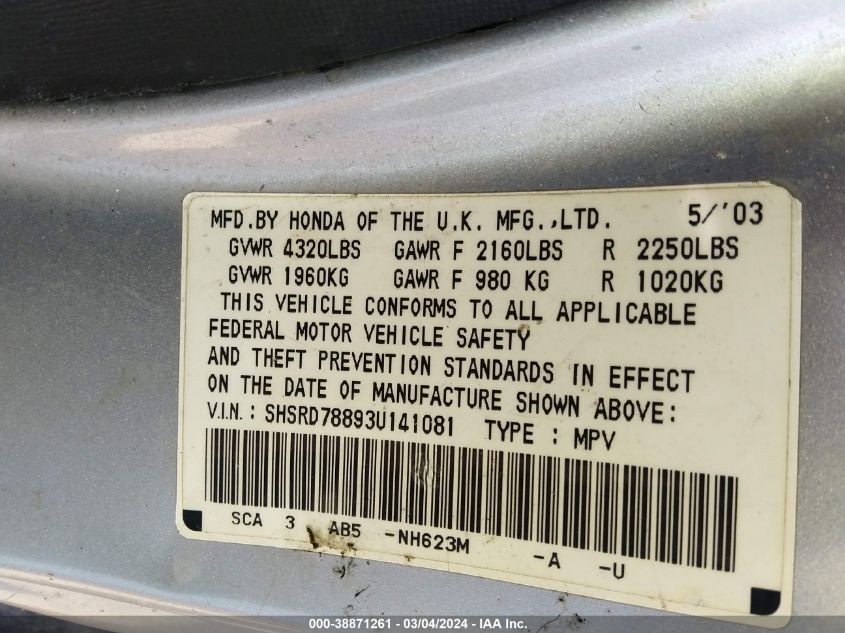 MFD.BY HONDA OF THE U.K. MFG.,LTD. 5/'03
GVWR 4320LBS GAWR F 2160LBS R 2250LBS
GVWR 1960KG GAWR F 980 KG R 1020KG
THIS VEHICLE CONFORMS TO ALL APPLICABLE
FEDERAL MOTOR VEHICLE SAFETY
AND THEFT PREVENTION STANDARDS IN EFFECT
ON THE DATE OF MANUFACTURE SHOWN ABOVE:
V.I.N.: SHSRD78893U141081 TYPE : MPV
SCA 3 AB5 -NH623M -A -U
000-38871261 - 03/04/2024 - IAA Inc.